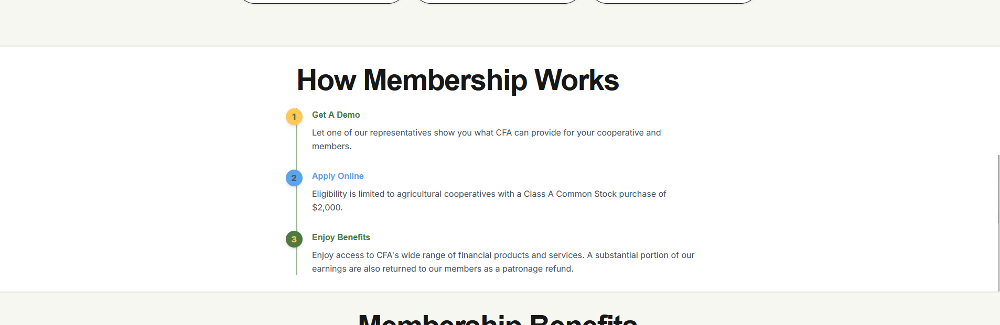 How Membership Works
1
Get A Demo
Let one of our representatives show you what CFA can provide for your cooperative and
members.
2
Apply Online
Eligibility is limited to agricultural cooperatives with a Class A Common Stock purchase of
$2,000.
3
Enjoy Benefits
Enjoy access to CFA's wide range of financial products and services. A substantial portion of our
earnings are also returned to our members as a patronage refund.
Membership Benefits